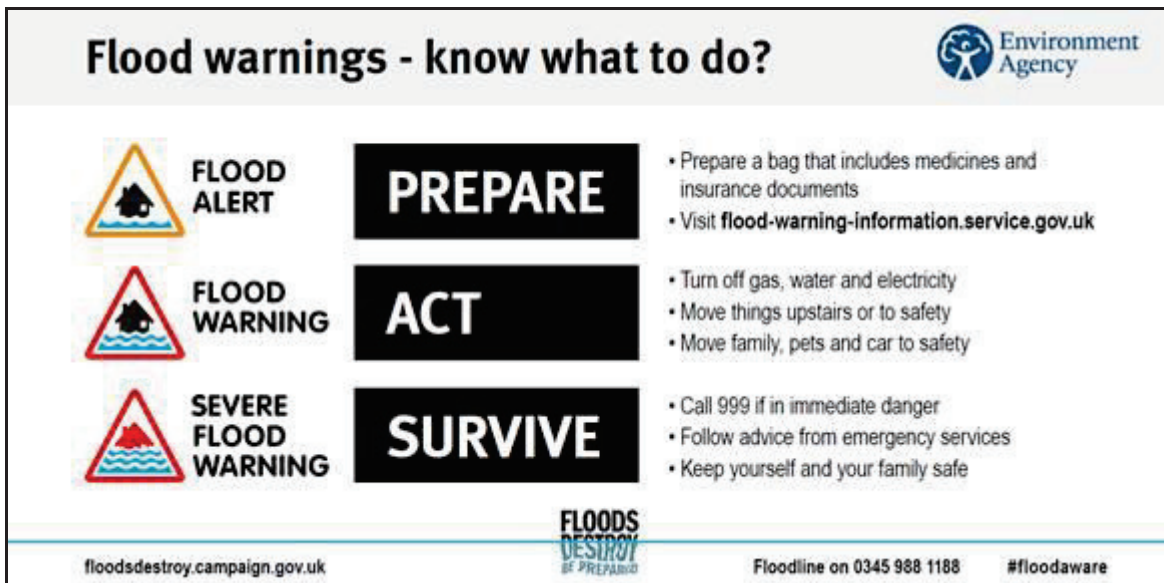 Flood warnings - know what to do?
Environment
Agency
FLOOD
ALERT
PREPARE
• Prepare a bag that includes medicines and
insurance documents
• Visit flood-warning-information.service.gov.uk
FLOOD
WARNING
ACT
• Turn off gas, water and electricity
• Move things upstairs or to safety
• Move family, pets and car to safety
SEVERE
FLOOD
WARNING
SURVIVE
• Call 999 if in immediate danger
• Follow advice from emergency services
• Keep yourself and your family safe
FLOODS
DESTROY
BE PREPARED
floodsdestroy.campaign.gov.uk
Floodline on 0345 988 1188
#floodaware